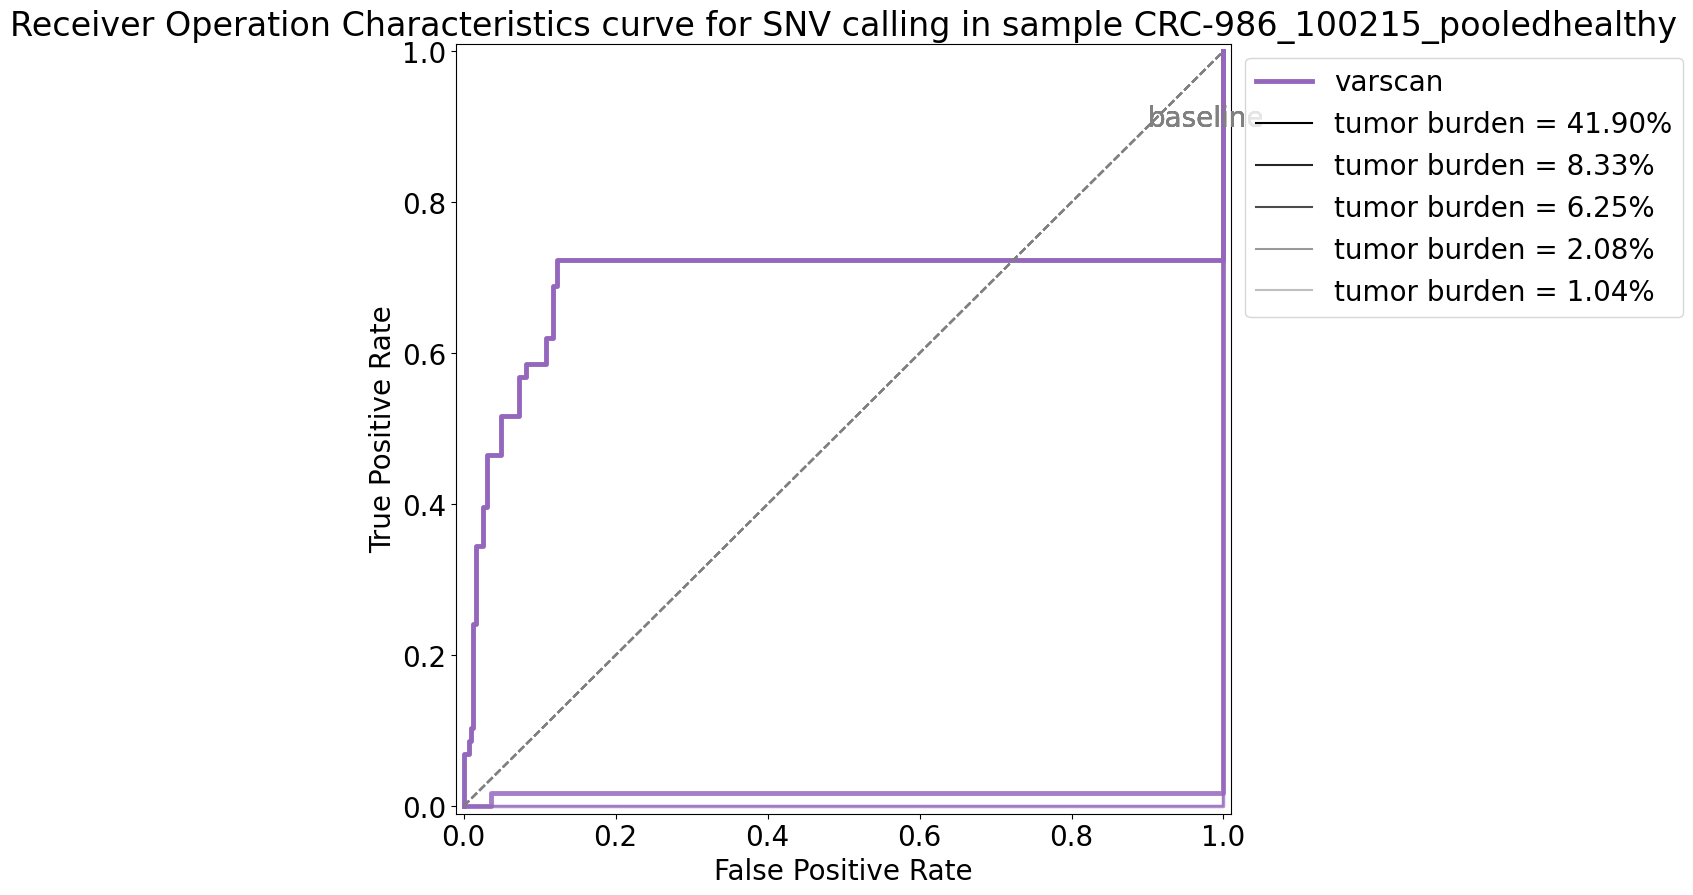 Receiver Operation Characteristics curve for SNV calling in sample CRC-986_100215_pooledhealthy
1.0
0.8
0.6
0.4
0.2
0.0
True Positive Rate
baseline
0.0 0.2 0.4 0.6 0.8 1.0
False Positive Rate
varscan
tumor burden = 41.90%
tumor burden = 8.33%
tumor burden = 6.25%
tumor burden = 2.08%
tumor burden = 1.04%